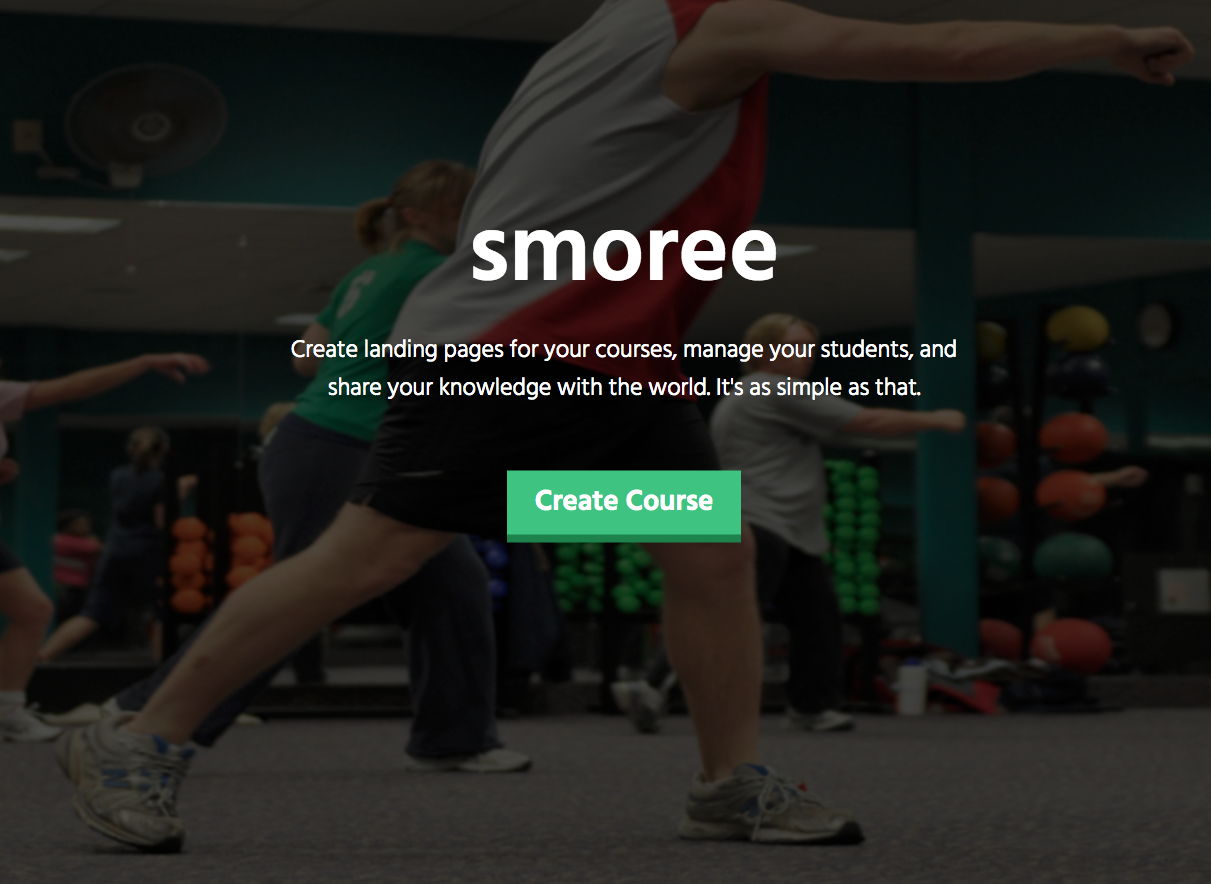 smoree
Create landing pages for your courses, manage your students, and
share your knowledge with the world. It's as simple as that.
Create Course